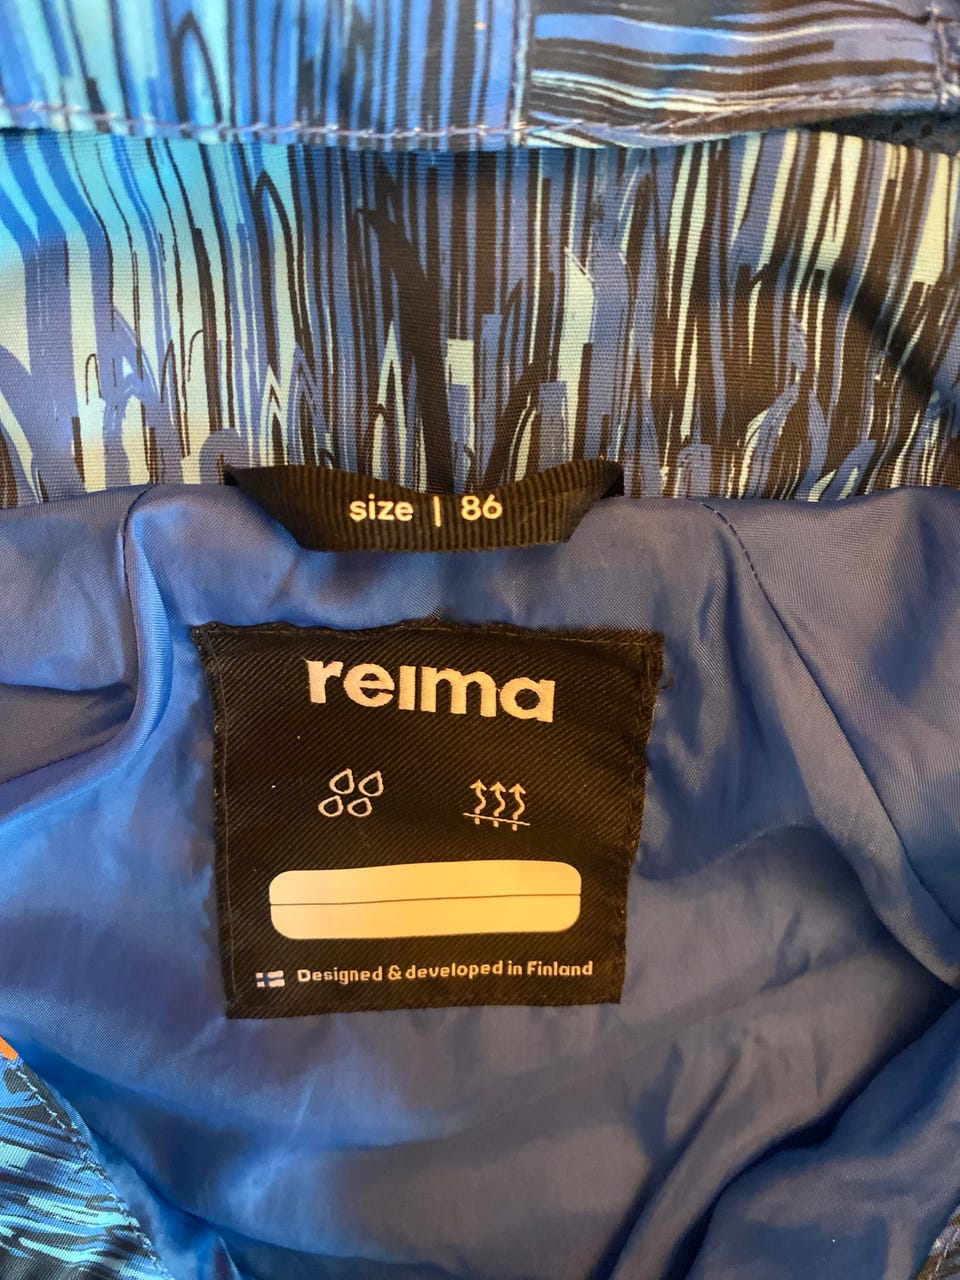 size | 86
reima
Designed & developed in Finland